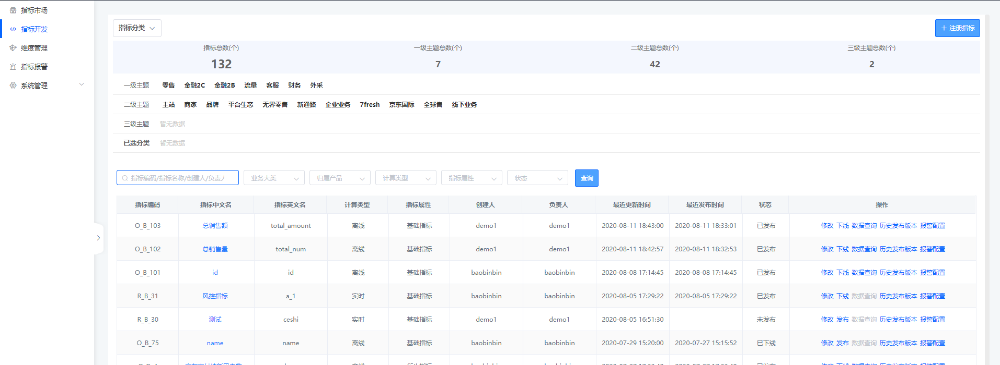 指标市场
指标开发
维度管理
指标报警
系统管理
指标分类
注册指标
指标总数(个) 一级主题总数(个) 二级主题总数(个) 三级主题总数(个)
132 7 42 2
一级主题 零售 金融2C 金融2B 流量 客服 财务 外采
二级主题 主站 商家 品牌 平台生态 无界零售 新通路 企业业务 7fresh 京东国际 全球售 线下业务
三级主题 暂无数据
已选分类 暂无数据
指标编码/指标名称/创建人/负责人 业务大类 归属产品 计算类型 指标属性 状态 查询
指标编码 指标中文名 指标英文名 计算类型 指标属性 创建人 负责人 最近更新时间 最近发布时间 状态 操作
O_B_103 总销售额 total_amount 离线 基础指标 demo1 demo1 2020-08-11 18:43:00 2020-08-11 18:33:01 已发布 修改 下线 数据查询 历史发布版本 报警配置
O_B_102 总销售量 total_num 离线 基础指标 demo1 demo1 2020-08-11 18:42:57 2020-08-11 18:32:53 已发布 修改 下线 数据查询 历史发布版本 报警配置
O_B_101 id id 离线 基础指标 baobinbin baobinbin 2020-08-08 17:14:45 2020-08-08 17:14:45 已发布 修改 下线 数据查询 历史发布版本 报警配置
R_B_31 风控指标 a_1 实时 基础指标 baobinbin baobinbin 2020-08-05 17:29:22 2020-08-05 17:29:22 已发布 修改 下线 数据查询 历史发布版本 报警配置
R_B_30 测试 ceshi 实时 基础指标 demo1 demo1 2020-08-05 16:51:30 未发布 修改 发布 数据查询 历史发布版本 报警配置
O_B_75 name name 离线 基础指标 baobinbin baobinbin 2020-07-29 15:20:00 2020-07-27 15:15:52 已下线 修改 发布 数据查询 历史发布版本 报警配置